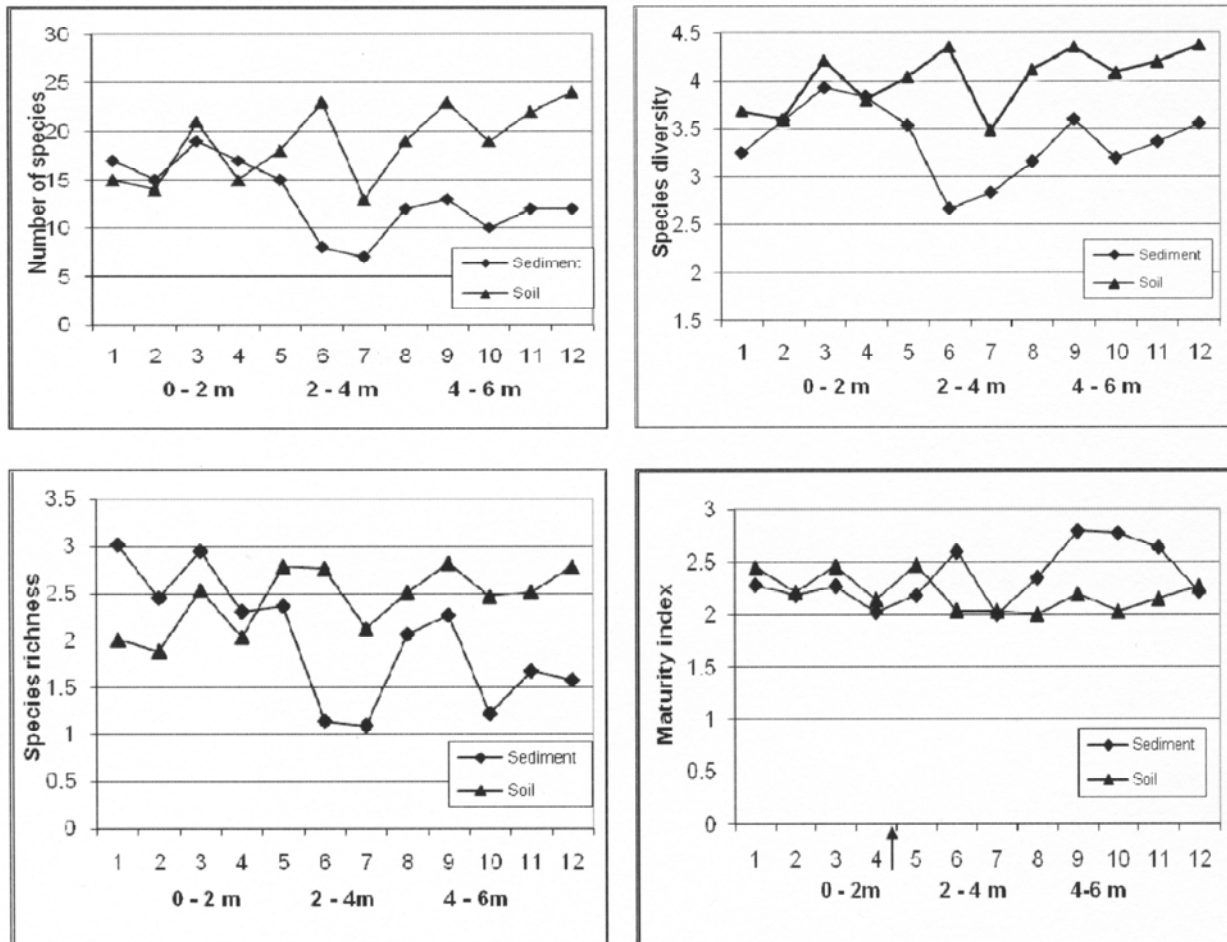 Number of species
30
25
20
15
10
5
0
Sediment
Soil
1 2 3 4 5 6 7 8 9 10 11 12
0 - 2 m 2 - 4 m 4 - 6 m
Species diversity
4.5
4
3.5
3
2.5
2
1.5
Sediment
Soil
1 2 3 4 5 6 7 8 9 10 11 12
0 - 2 m 2 - 4 m 4 - 6 m
Species richness
3.5
3
2.5
2
1.5
1
0.5
0
Sediment
Soil
1 2 3 4 5 6 7 8 9 10 11 12
0 - 2 m 2 - 4m 4 - 6m
Maturity index
3
2.5
2
1.5
1
0.5
0
Sediment
Soil
1 2 3 4 5 6 7 8 9 10 11 12
0 - 2m 2 - 4 m 4-6 m